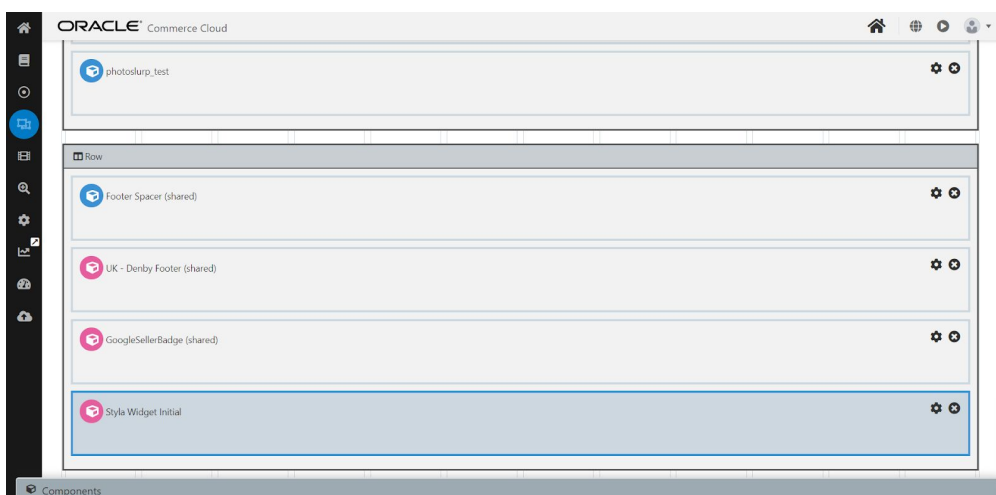 ORACLE' Commerce Cloud
photoslurp_test
Row
Footer Spacer (shared)
UK - Denby Footer (shared)
GoogleSellerBadge (shared)
Styla Widget Initial
Components